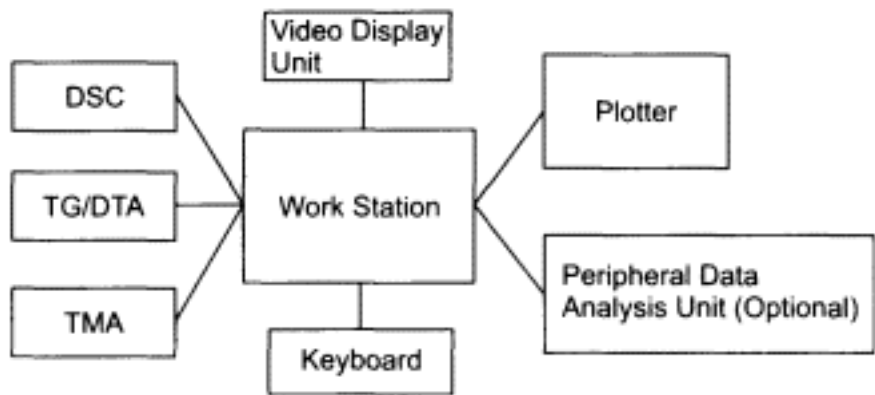 Video Display
Unit
DSC
Plotter
TG/DTA
Work Station
Peripheral Data
Analysis Unit (Optional)
TMA
Keyboard